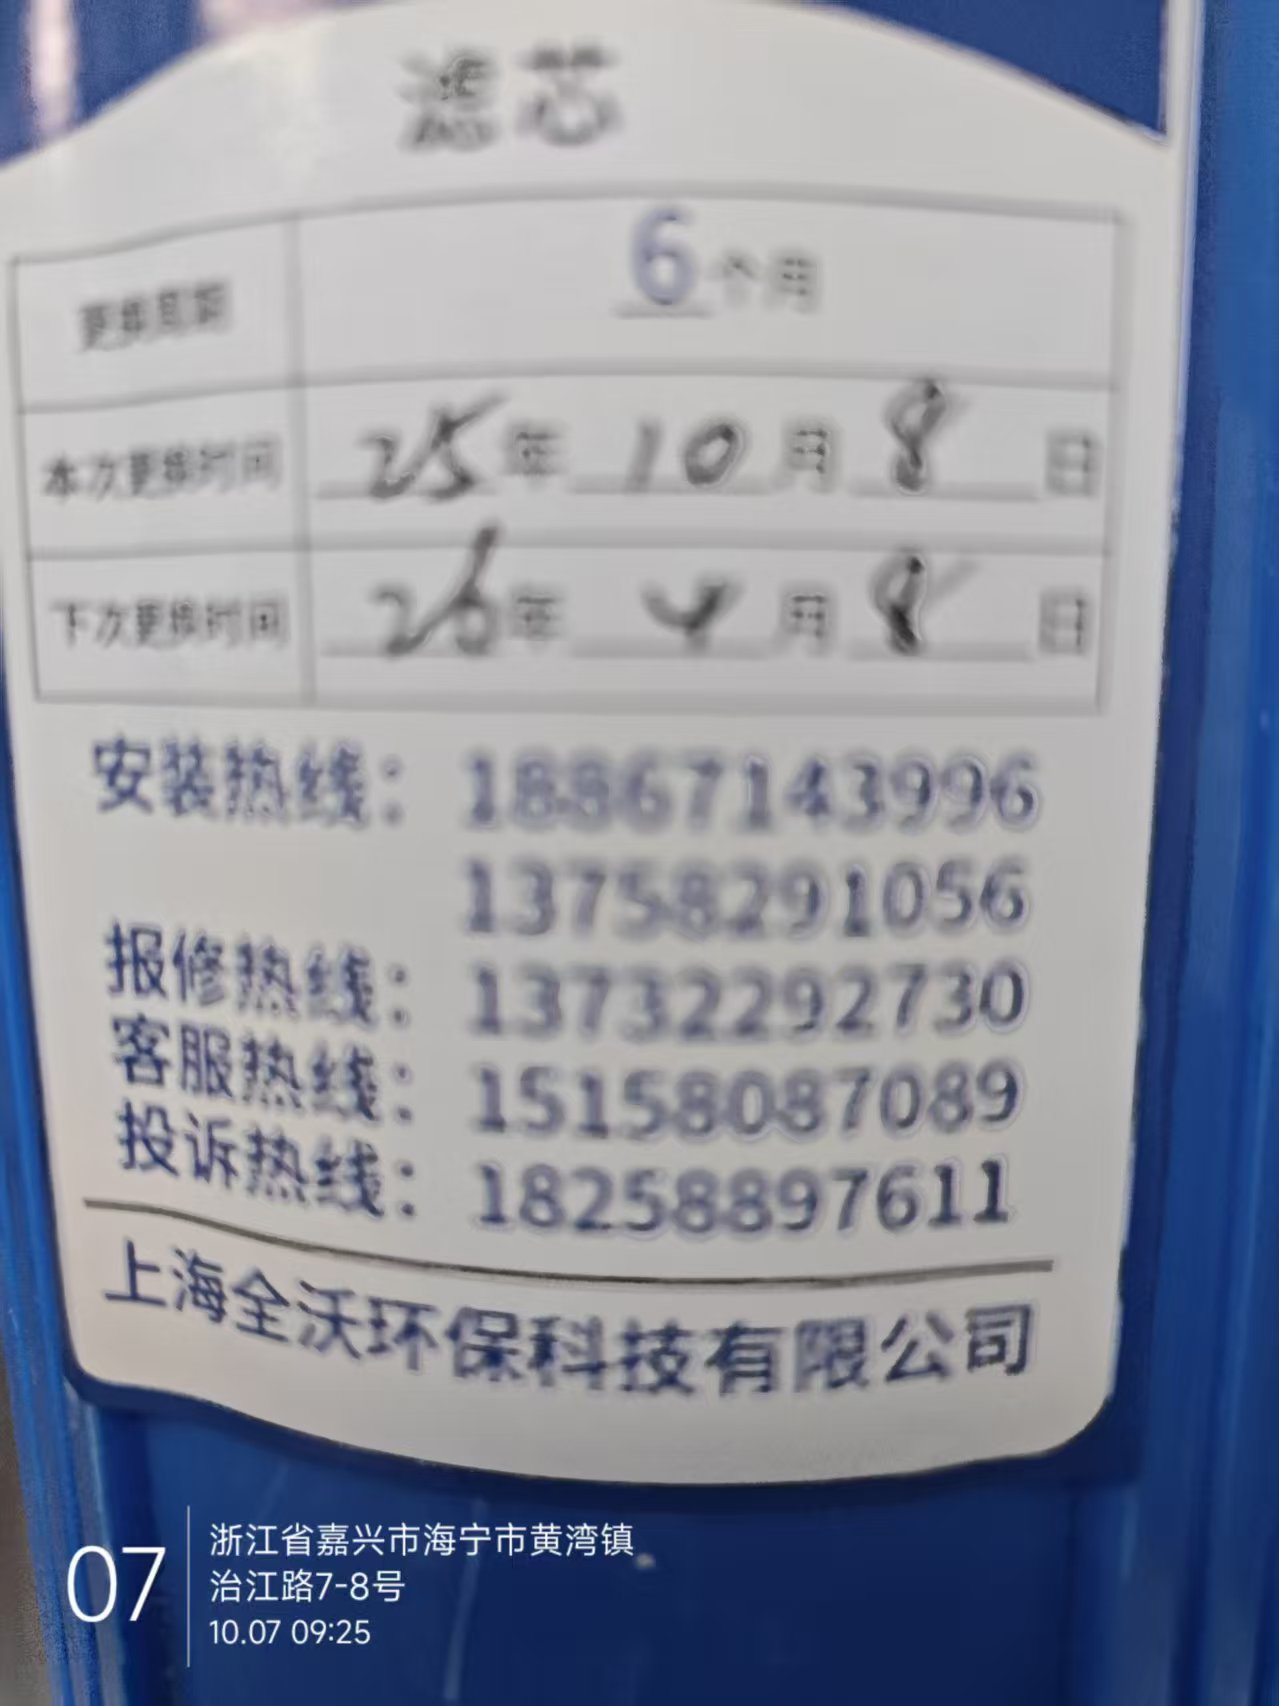 滤芯
更换周期 6个月
本次更换时间 25年 10月 8日
下次更换时间 26年 4月 8日
安装热线：18867143996
13758291056
报修热线：13732292730
客服热线：15158087089
投诉热线：18258897611
上海全沃环保科技有限公司
07
浙江省嘉兴市海宁市黄湾镇
治江路7-8号
10.07 09:25